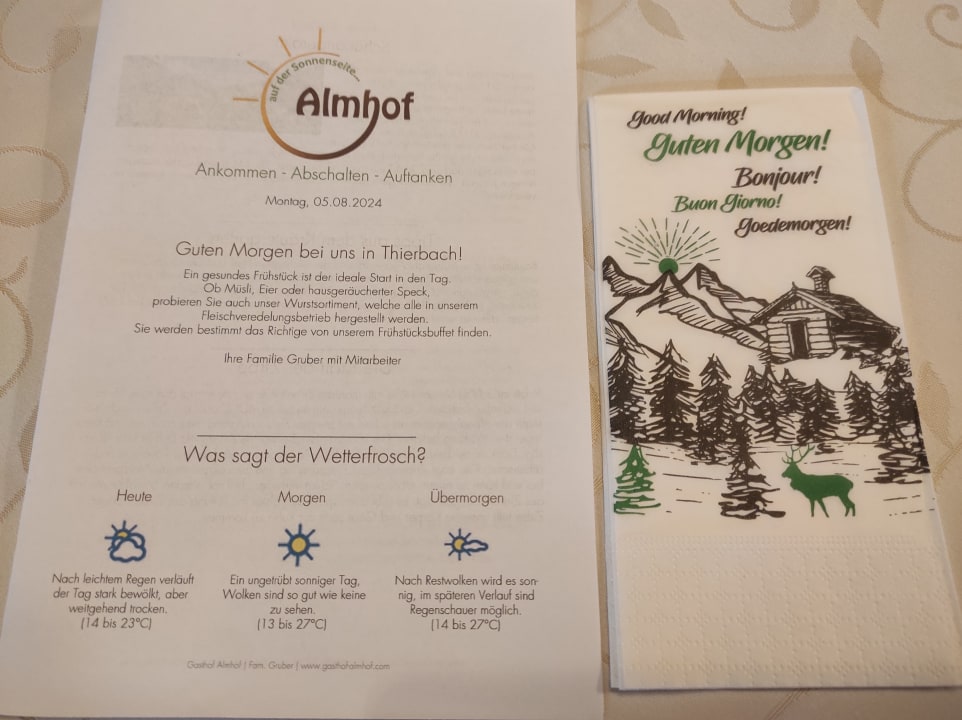 auf der Sonnenseite...
Almhof
Ankommen - Abschalten - Auftanken
Montag, 05.08.2024
Guten Morgen bei uns in Thierbach!
Ein gesundes Frühstück ist der ideale Start in den Tag.
Ob Müsli, Eier oder hausgeräucherter Speck,
probieren Sie auch unser Wurstsortiment, welche alle in unserem
Fleischveredelungsbetrieb hergestellt werden.
Sie werden bestimmt das Richtige von unserem Frühstücksbuffet finden.
Ihre Familie Gruber mit Mitarbeiter
Was sagt der Wetterfrosch?
Heute
Nach leichtem Regen verläuft
der Tag stark bewölkt, aber
weitgehend trocken.
(14 bis 23°C)
Morgen
Ein ungetrübt sonniger Tag,
Wolken sind so gut wie keine
zu sehen.
(13 bis 27°C)
Übermorgen
Nach Restwolken wird es son-
nig, im späteren Verlauf sind
Regenschauer möglich.
(14 bis 27°C)
Gasthof Almhof | Fam. Gruber | www.gasthofalmhof.com
Good Morning!
Guten Morgen!
Bonjour!
Buon Giorno!
Goedemorgen!